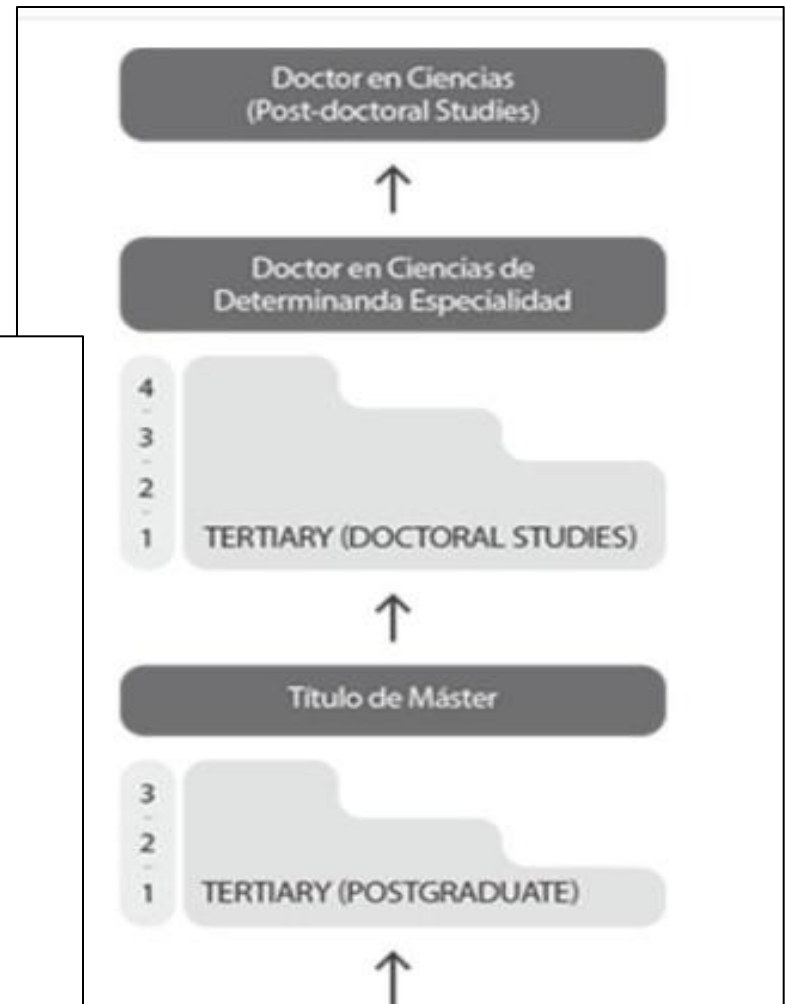 Doctor en Ciencias
(Post-doctoral Studies)
Doctor en Ciencias de
Determinanda Especialidad
4
3
2
1
TERTIARY (DOCTORAL STUDIES)
Título de Máster
3
2
1
TERTIARY (POSTGRADUATE)